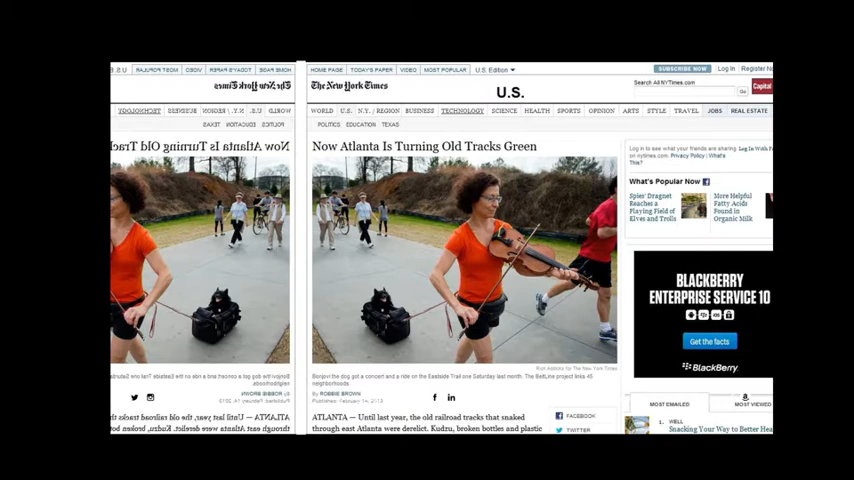 HOME PAGE TODAY'S PAPER VIDEO MOST POPULAR U.S. Edition
SUBSCRIBE NOW Log In Register
The New York Times
U.S.
Search All NYTimes.com
Go
Capital
WORLD U.S. N.Y. / REGION BUSINESS TECHNOLOGY SCIENCE HEALTH SPORTS OPINION ARTS STYLE TRAVEL JOBS REAL ESTATE
POLITICS EDUCATION TEXAS
Now Atlanta Is Turning Old Tracks Green
Log in to see what your friends are sharing
on nytimes.com. Privacy Policy | What's
This?
What's Popular Now
Spies' Dragnet
Reaches a
Playing Field of
Elves and Trolls
More Helpful
Fatty Acids
Found in
Organic Milk
BLACKBERRY
ENTERPRISE SERVICE 10
Get the facts
BlackBerry
The New York Times
Bonjovi the dog got a concert and a ride on the Eastside Trail one Saturday last month. The BeltLine project links 45
neighborhoods
By ROBBIE BROWN
Published: February 14, 2013
ATLANTA — Until last year, the old railroad tracks that snaked
through east Atlanta were derelict. Kudzu, broken bottles and plastic
FACEBOOK
TWITTER
MOST EMAILED MOST VIEWED
1. WELL
Snacking Your Way to Better